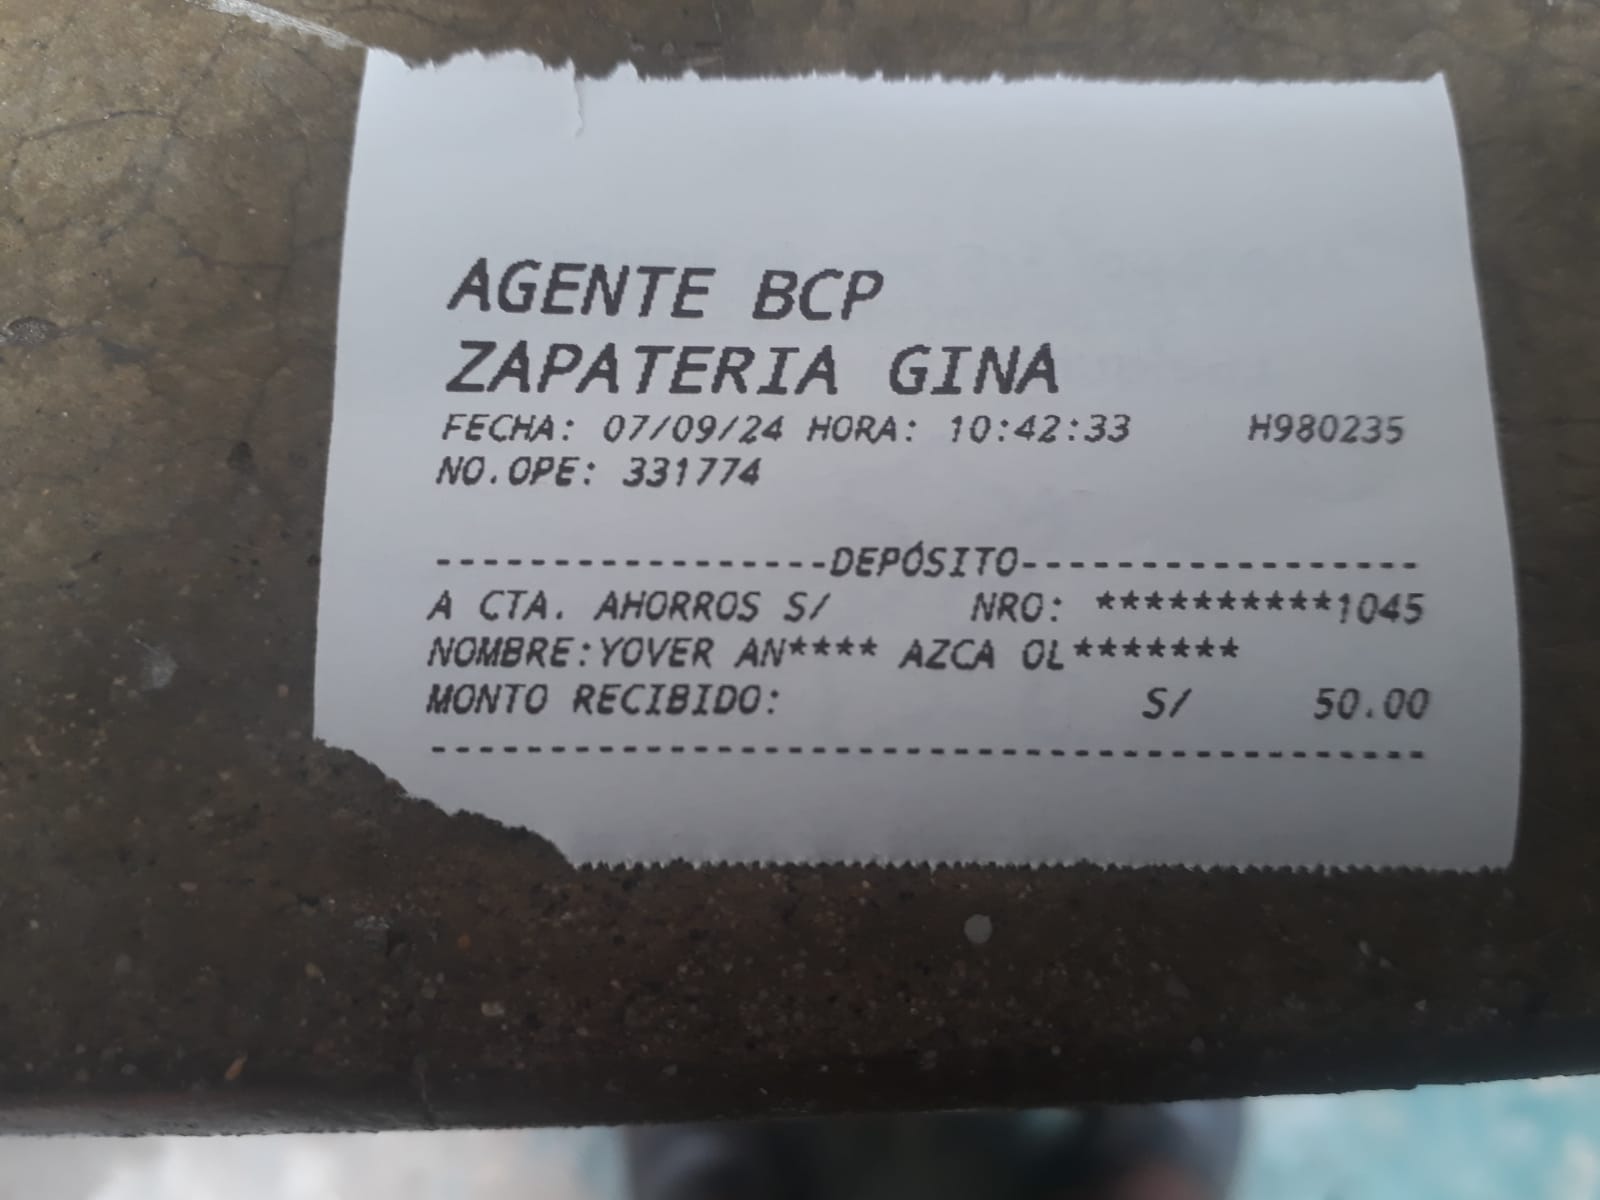 AGENTE BCP
ZAPATERIA GINA
FECHA: 07/09/24 HORA: 10:42:33 H980235
NO.OPE: 331774
-----------------DEPÓSITO-----------------
A CTA. AHORROS S/ NRO: **********1045
NOMBRE:YOVER AN**** AZCA OL*******
MONTO RECIBIDO: S/ 50.00
------------------------------------------